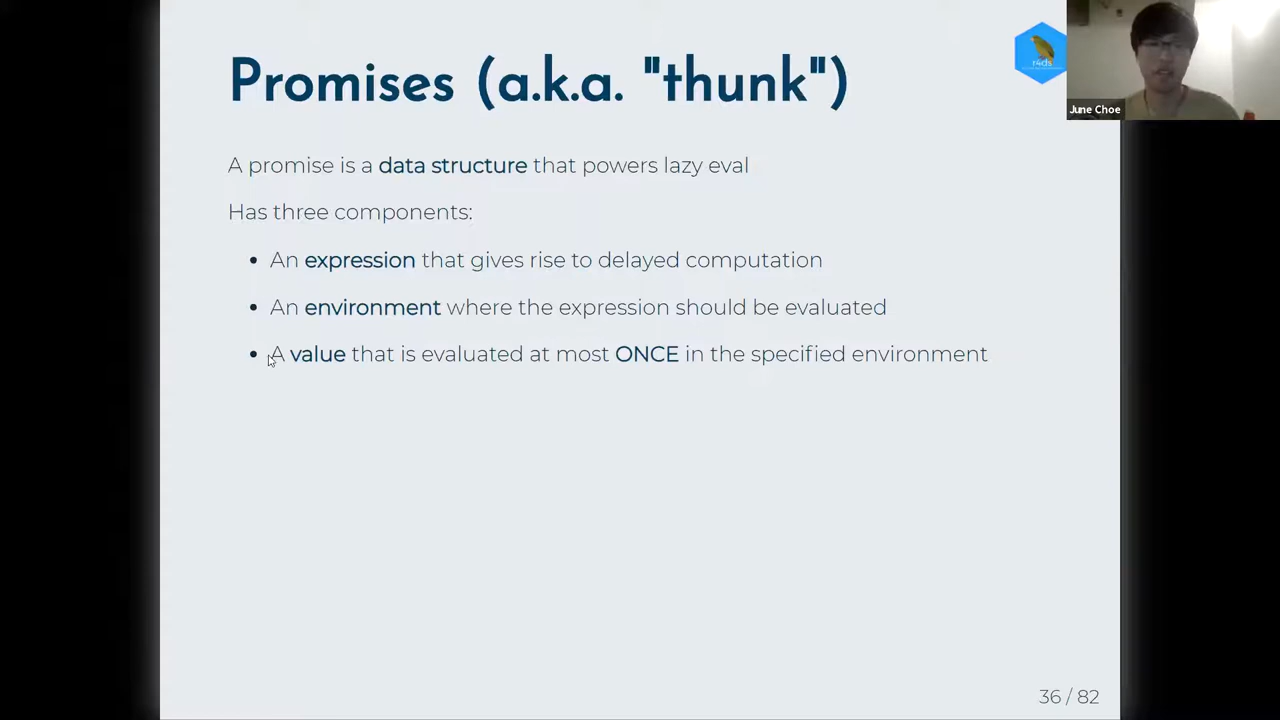 Promises (a.k.a. "thunk")
r4ds
June Choe
A promise is a data structure that powers lazy eval
Has three components:
• An expression that gives rise to delayed computation
• An environment where the expression should be evaluated
• A value that is evaluated at most ONCE in the specified environment
36 / 82